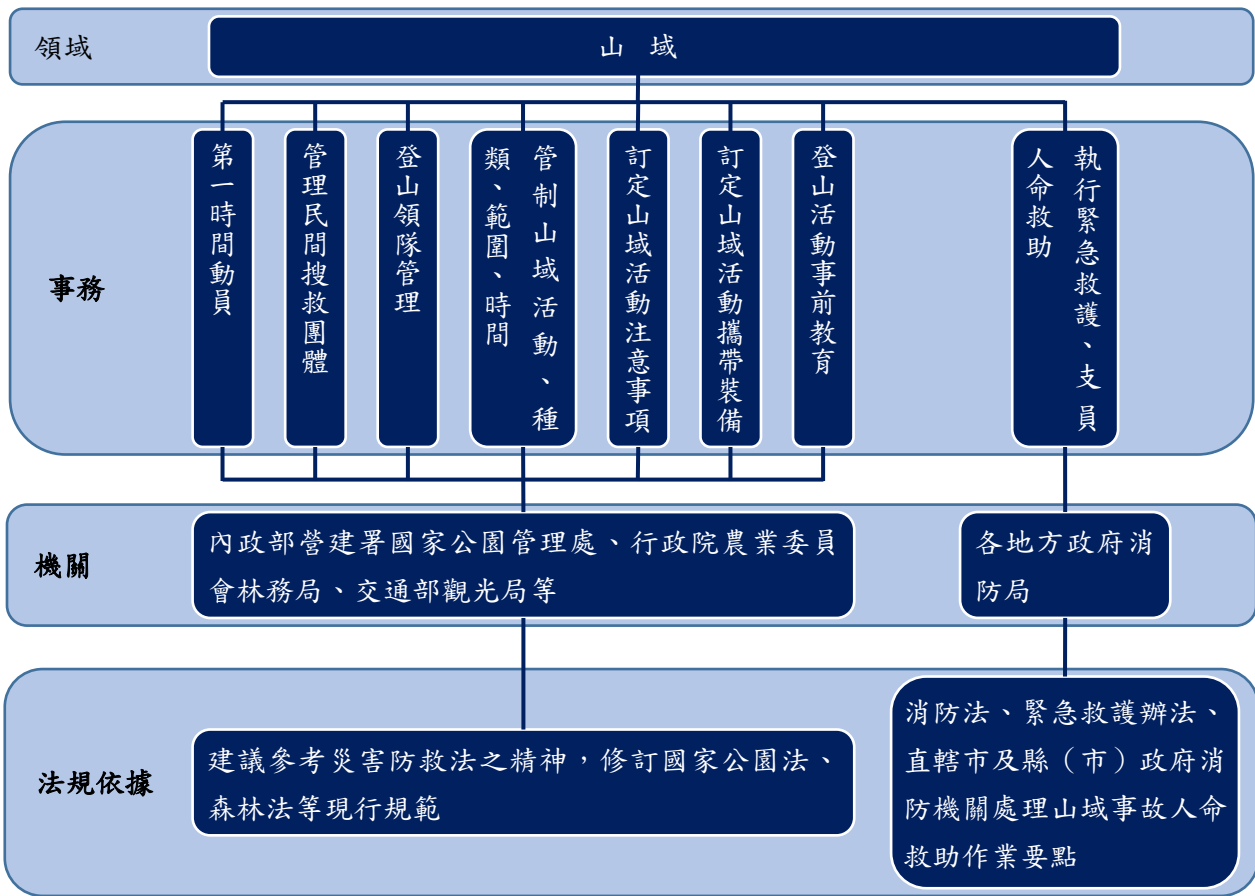 領域
山 域
事務
第一時間動員
管理民間搜救團體
登山領隊管理
管制山域活動、種
類、範圍、時間
訂定山域活動注意事項
訂定山域活動攜帶裝備
登山活動事前教育
執行緊急救護、支員
人命救助
機關
內政部營建署國家公園管理處、行政院農業委員
會林務局、交通部觀光局等
各地方政府消
防局
法規依據
建議參考災害防救法之精神，修訂國家公園法、
森林法等現行規範
消防法、緊急救護辦法、
直轄市及縣（市）政府消
防機關處理山域事故人命
救助作業要點